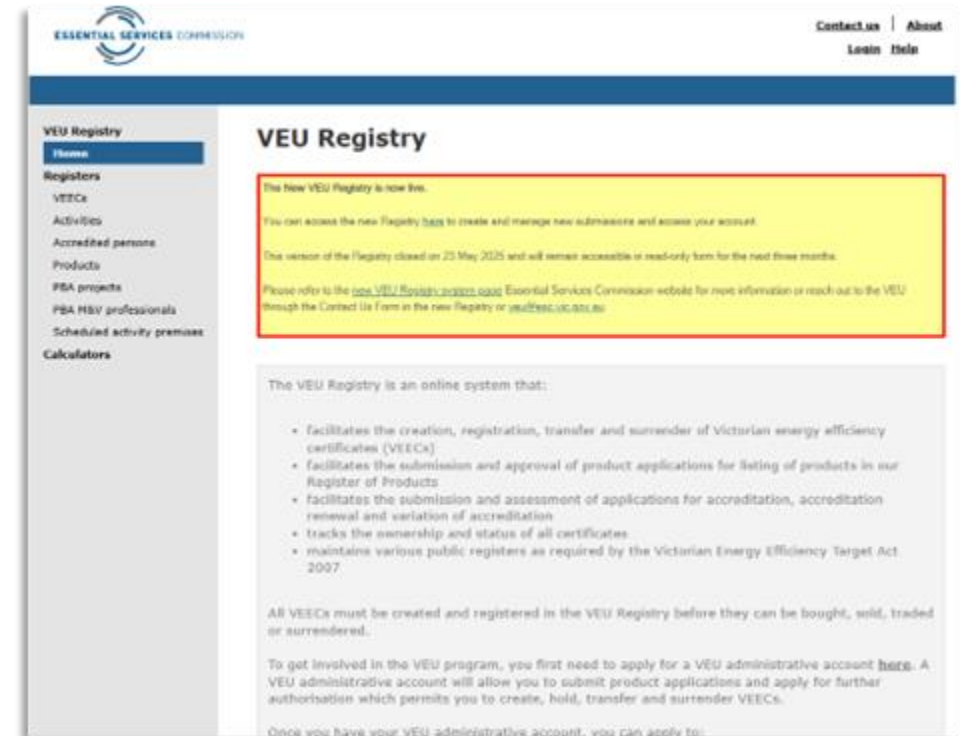 ESSENTIAL SERVICES COMMISSION
Contact us | About
Login Help
VEU Registry
Home
Registers
VEECs
Activities
Accredited persons
Products
PBA projects
PBA M&V professionals
Scheduled activity premises
Calculators
VEU Registry
The New VEU Registry is now live.
You can access the new Registry here to create and manage new submissions and access your account.
This version of the Registry closed on 23 May 2025 and will remain accessible in read-only form for the next three months.
Please refer to the new VEU Registry system page Essential Services Commission website for more information or reach out to the VEU
through the Contact Us Form in the new Registry or veu@esc.vic.gov.au
The VEU Registry is an online system that:
• facilitates the creation, registration, transfer and surrender of Victorian energy efficiency
certificates (VEECs)
• facilitates the submission and approval of product applications for listing of products in our
Register of Products
• facilitates the submission and assessment of applications for accreditation, accreditation
renewal and variation of accreditation
• tracks the ownership and status of all certificates
• maintains various public registers as required by the Victorian Energy Efficiency Target Act
2007
All VEECs must be created and registered in the VEU Registry before they can be bought, sold, traded
or surrendered.
To get involved in the VEU program, you first need to apply for a VEU administrative account here. A
VEU administrative account will allow you to submit product applications and apply for further
authorisation which permits you to create, hold, transfer and surrender VEECs.
Once you have your VEU administrative account, you can apply to: